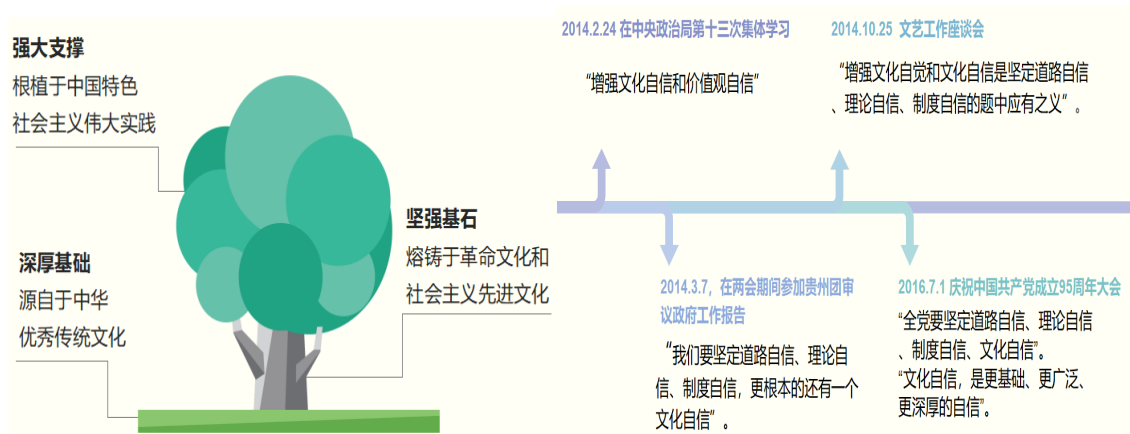 强大支撑
根植于中国特色
社会主义伟大实践
深厚基础
源自于中华
优秀传统文化
坚强基石
熔铸于革命文化和
社会主义先进文化
2014.2.24 在中央政治局第十三次集体学习
“增强文化自信和价值观自信”
2014.10.25 文艺工作座谈会
“增强文化自觉和文化自信是坚定道路自信
、理论自信、制度自信的题中应有之义”。
2014.3.7，在两会期间参加贵州团审
议政府工作报告
“我们要坚定道路自信、理论自
信、制度自信，更根本的还有一个
文化自信”。
2016.7.1 庆祝中国共产党成立95周年大会
“全党要坚定道路自信、理论自信
、制度自信、文化自信”。
“文化自信，是更基础、更广泛、
更深厚的自信”。